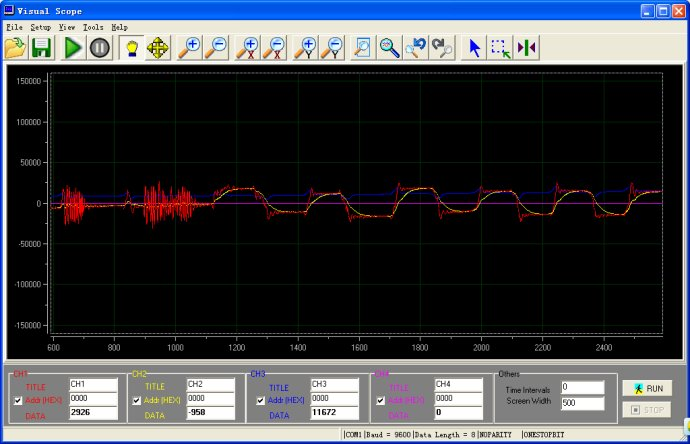 Visual Scope
File Setup View Tools Help
X X Y Y
150000
100000
50000
0
-50000
-100000
-150000
600 800 1000 1200 1400 1600 1800 2000 2200 2400
CH1 CH2 CH3 CH4 Others
TITLE CH1 TITLE CH2 TITLE CH3 TITLE CH4 Time Intervals 0 RUN
Addr(HEX) 0000 Addr(HEX) 0000 Addr(HEX) 0000 Addr(HEX) 0000 Screen Width 500
DATA 2926 DATA -958 DATA 11672 DATA 0 STOP
COM1 Baud = 9600 Data Length = 8 NOPARITY ONESTOPBIT